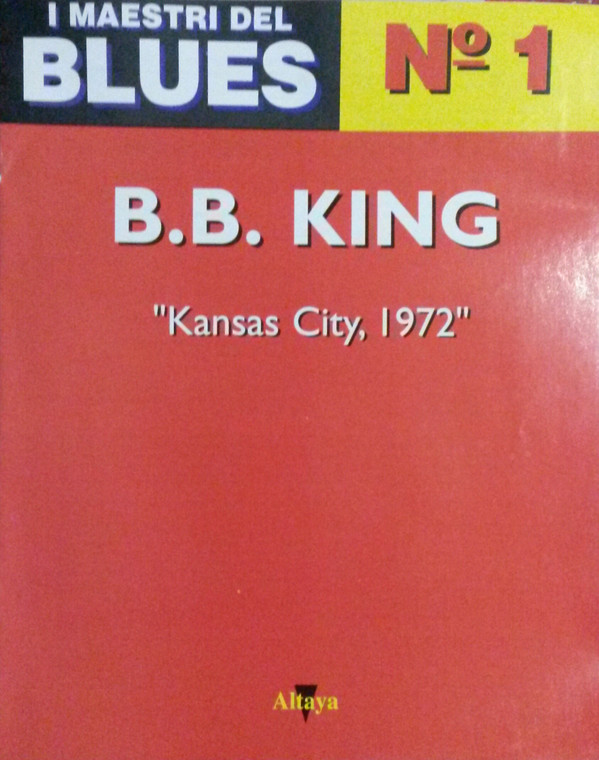 I MAESTRI DEL
BLUES
Nº 1
B.B. KING
"Kansas City, 1972"
Altaya